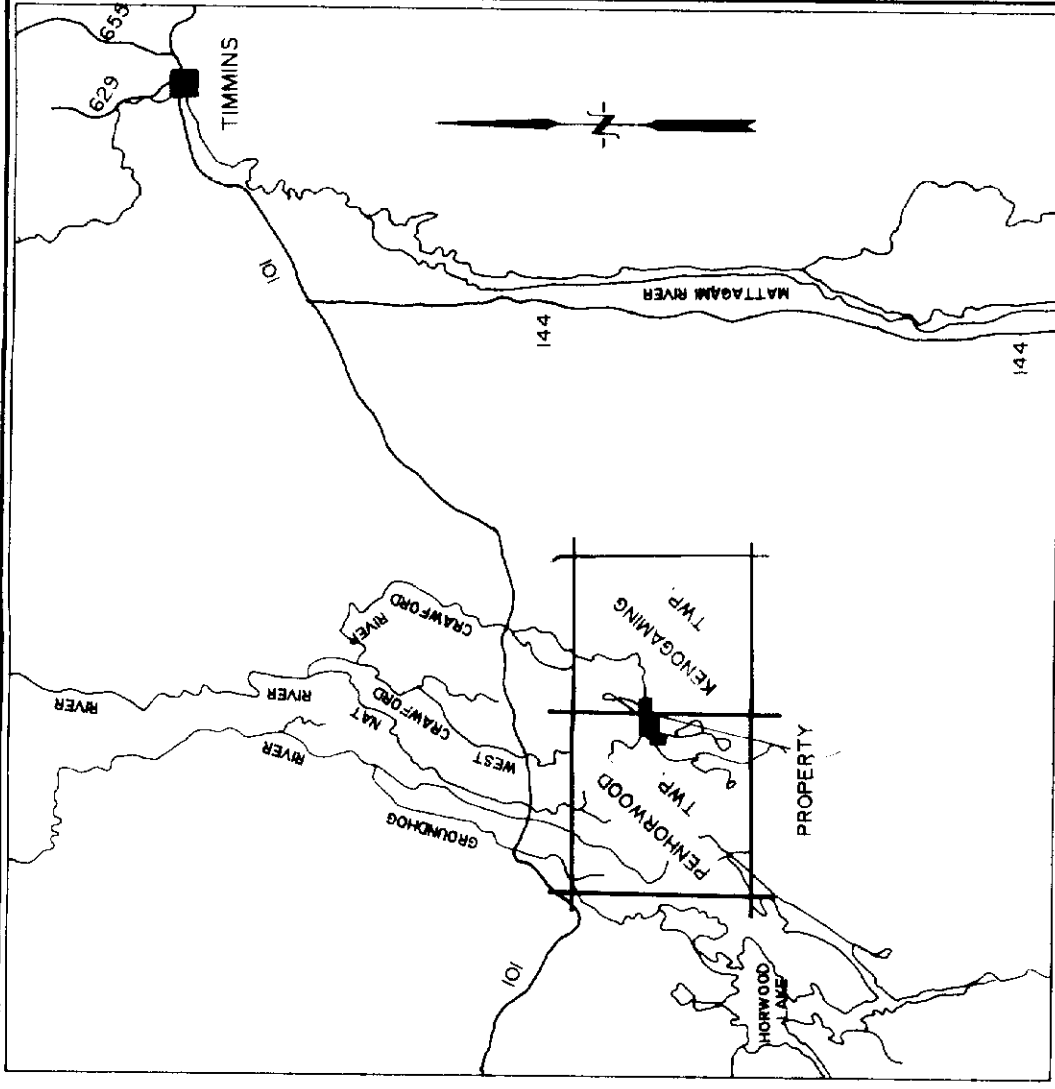 655
629
TIMMINS
N
101
144
MATTAGAMI RIVER
144
RIVER
RIVER
RIVER
CRAWFORD
RIVER
NAT
CRAWFORD
WEST
GROUNDHOG
KENOGAMING
TWP.
PENHORWOOD
TWP.
PROPERTY
101
HORWOOD
LAKE